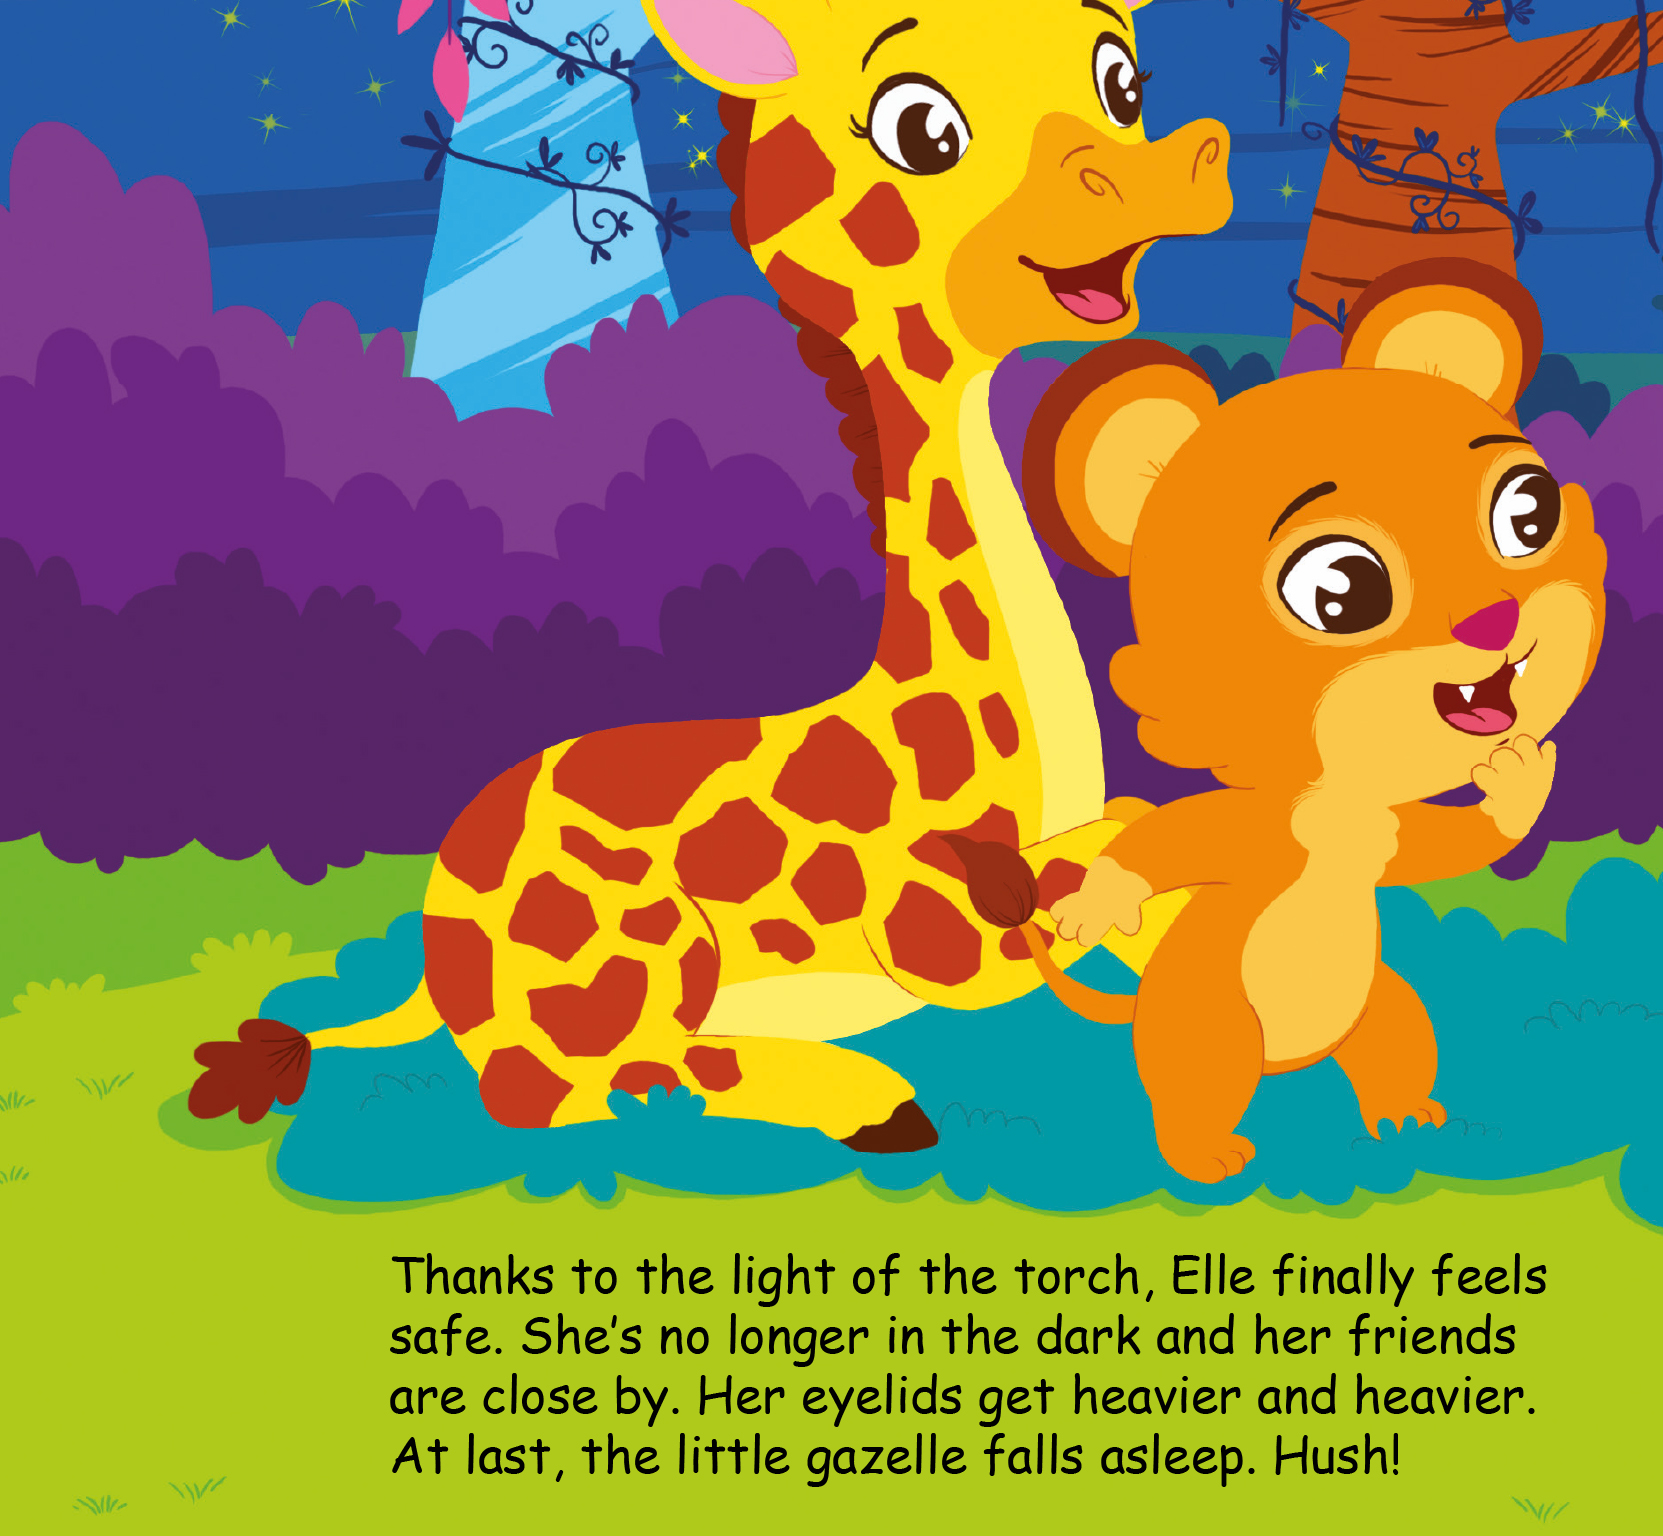 Thanks to the light of the torch, Elle finally feels
safe. She's no longer in the dark and her friends
are close by. Her eyelids get heavier and heavier.
At last, the little gazelle falls asleep. Hush!